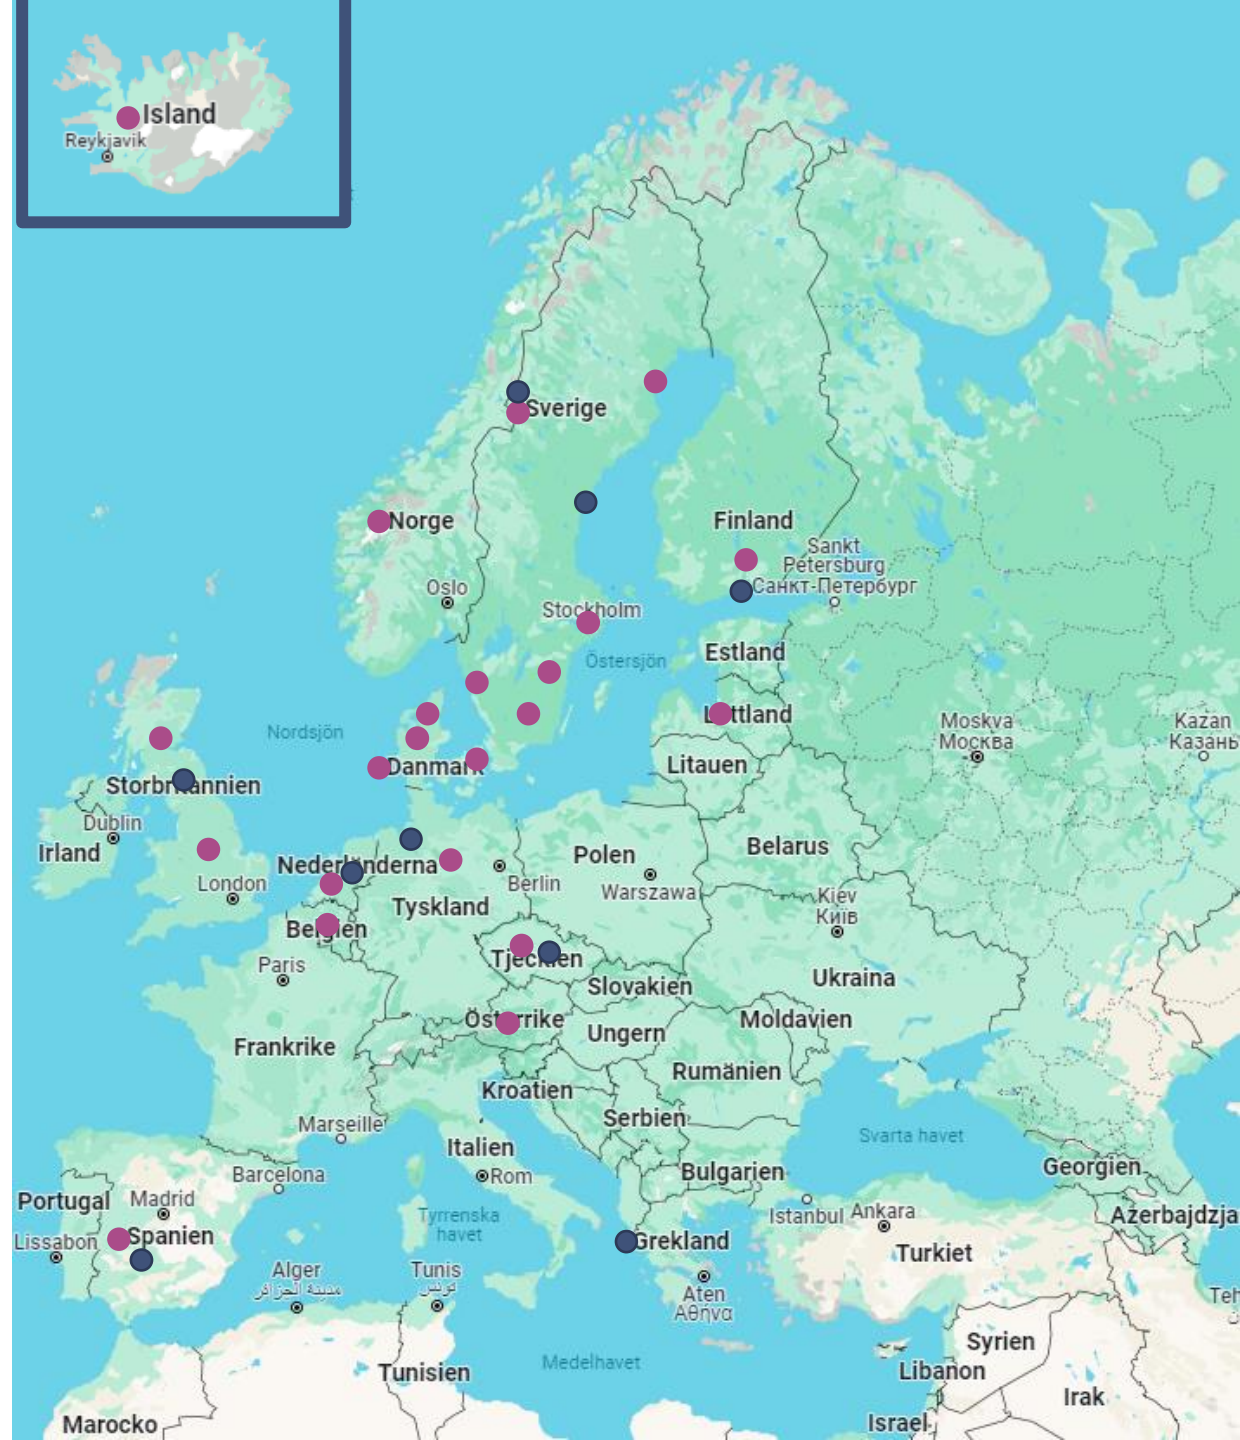 Island
Reykjavik
Sverige
Norge
Finland
Sankt
Petersburg
Санкт-Петербург
Oslo
Stockholm
Estland
Östersjön
Lettland
Nordsjön
Moskva
Москва
Kazan
Казань
Danmark
Litauen
Storbritannien
Dublin
Irland
Belarus
Polen
Nederländerna
Berlin
Warszawa
London
Kiev
Київ
Tyskland
Belgien
Tjeckien
Paris
Ukraina
Slovakien
Österrike
Moldavien
Ungern
Frankrike
Rumänien
Kroatien
Serbien
Marseille
Svarta havet
Italien
Georgien
Bulgarien
Barcelona
Rom
Portugal
Madrid
Istanbul
Ankara
Azerbajdzja
Tyrrenska
havet
Spanien
Lissabon
Grekland
Turkiet
Alger
مدينة الجزائر
Tunis
تونس
Aten
Αθήνα
Teh
Syrien
Medelhavet
Libanon
Tunisien
Irak
Marocko
Israel